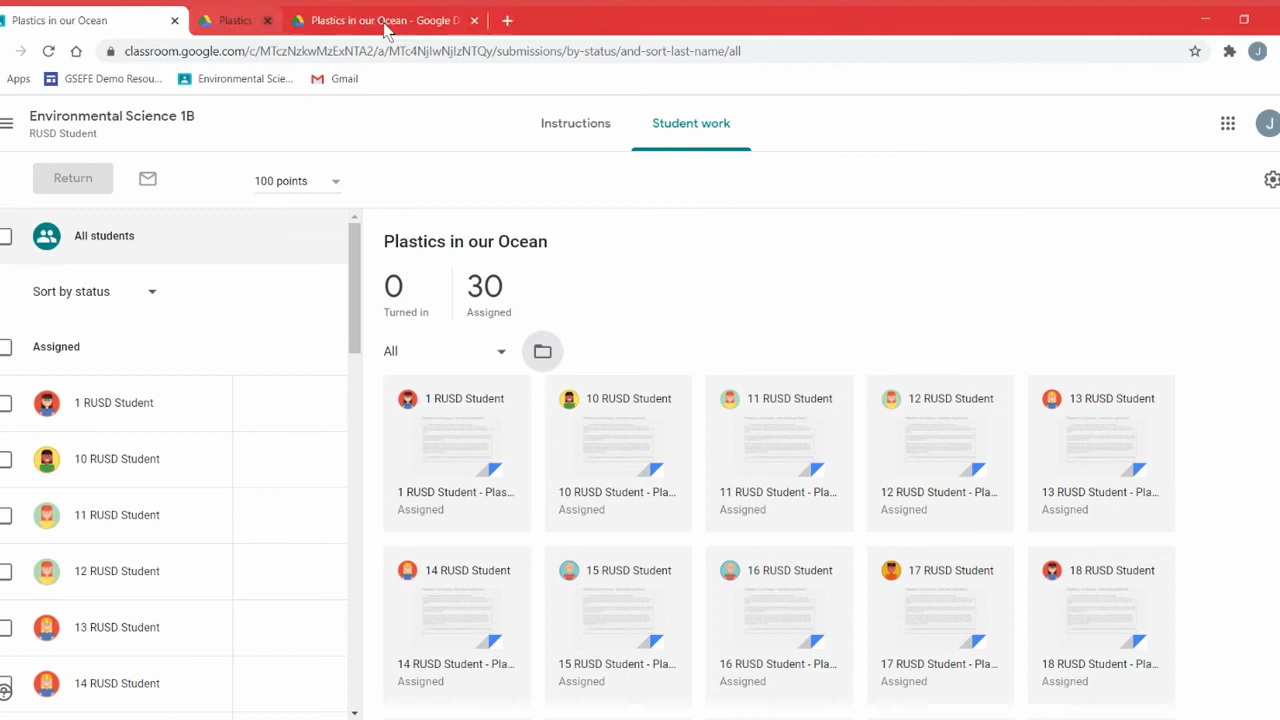 Plastics in our Ocean
Plastics
Plastics in our Ocean - Google D
classroom.google.com/c/MTczNzkwMzExNTA2/a/MTc4NjIwNjIzNTQy/submissions/by-status/and-sort-last-name/all
J
Apps
GSEFE Demo Resou...
Environmental Scie...
Gmail
Environmental Science 1B
RUSD Student
Instructions
Student work
J
Return
100 points
All students
Sort by status
Assigned
1 RUSD Student
10 RUSD Student
11 RUSD Student
12 RUSD Student
13 RUSD Student
14 RUSD Student
Plastics in our Ocean
0
30
Turned in
Assigned
All
1 RUSD Student
10 RUSD Student
11 RUSD Student
12 RUSD Student
13 RUSD Student
1 RUSD Student - Plas...
10 RUSD Student - Pla...
11 RUSD Student - Pla...
12 RUSD Student - Pla...
13 RUSD Student - Pla...
Assigned
Assigned
Assigned
Assigned
Assigned
14 RUSD Student
15 RUSD Student
16 RUSD Student
17 RUSD Student
18 RUSD Student
14 RUSD Student - Pla...
15 RUSD Student - Pla...
16 RUSD Student - Pla...
17 RUSD Student - Pla...
18 RUSD Student - Pla...
Assigned
Assigned
Assigned
Assigned
Assigned